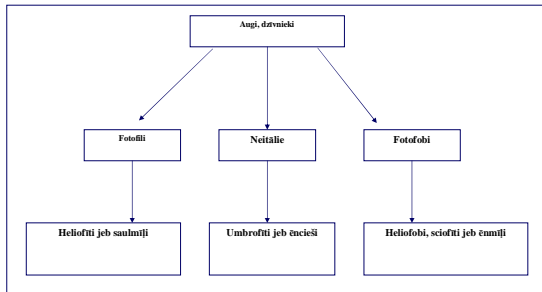 Augi, dzīvnieki
Fotofili
Neitālie
Fotofobi
Heliofīti jeb saulmīļi
Umbrofīti jeb ēncieši
Heliofobi, sciofīti jeb ēnmīļi